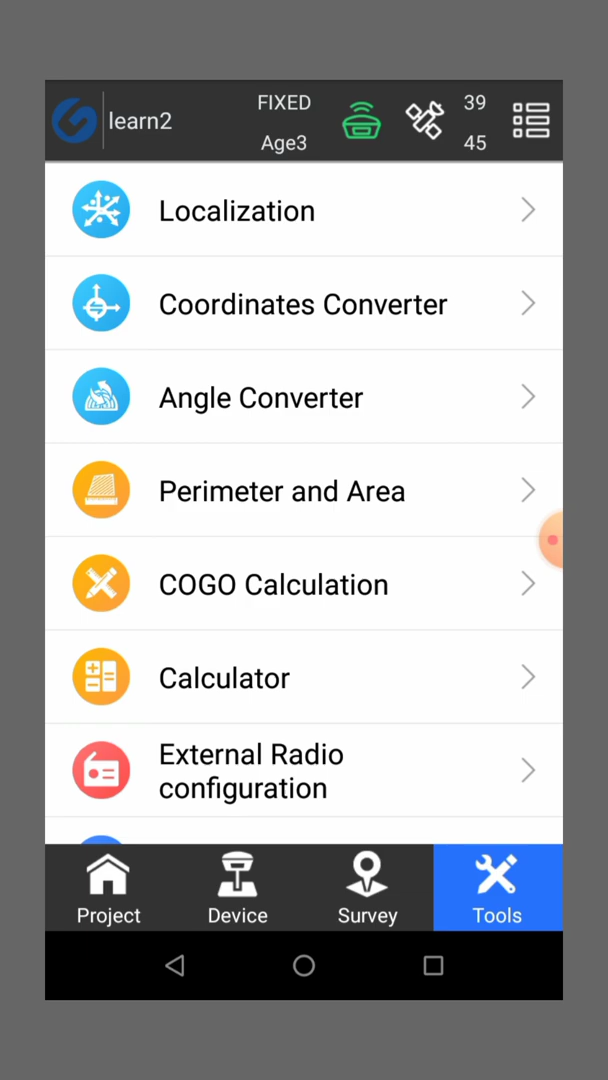 learn2
FIXED
Age3
39
45
Localization
Coordinates Converter
Angle Converter
Perimeter and Area
COGO Calculation
Calculator
External Radio
configuration
Project
Device
Survey
Tools